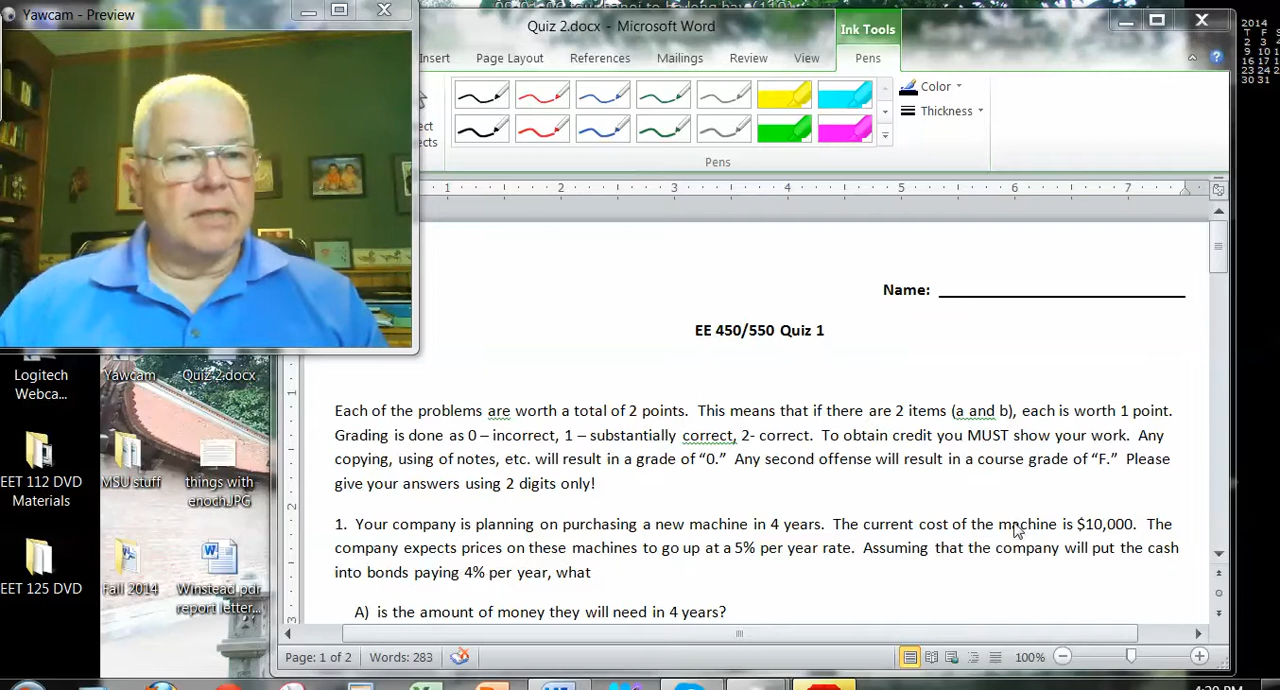 Yawcam - Preview
Quiz 2.docx - Microsoft Word
Ink Tools
Insert
Page Layout
References
Mailings
Review
View
Pens
Color
Thickness
Pens
1 2 3 4 5 6 7
2014
Name:
EE 450/550 Quiz 1
Each of the problems are worth a total of 2 points. This means that if there are 2 items (a and b), each is worth 1 point.
Grading is done as 0 – incorrect, 1 – substantially correct, 2- correct. To obtain credit you MUST show your work. Any
copying, using of notes, etc. will result in a grade of “0.” Any second offense will result in a course grade of “F.” Please
give your answers using 2 digits only!
1. Your company is planning on purchasing a new machine in 4 years. The current cost of the machine is $10,000. The
company expects prices on these machines to go up at a 5% per year rate. Assuming that the company will put the cash
into bonds paying 4% per year, what
A) is the amount of money they will need in 4 years?
Logitech
Webca...
Yawcam
Quiz 2.docx
EET 112 DVD
Materials
MSU stuff
things with
enoch.JPG
EET 125 DVD
Fall 2014
Winstead pdr
report letter...
Page: 1 of 2
Words: 283
100%